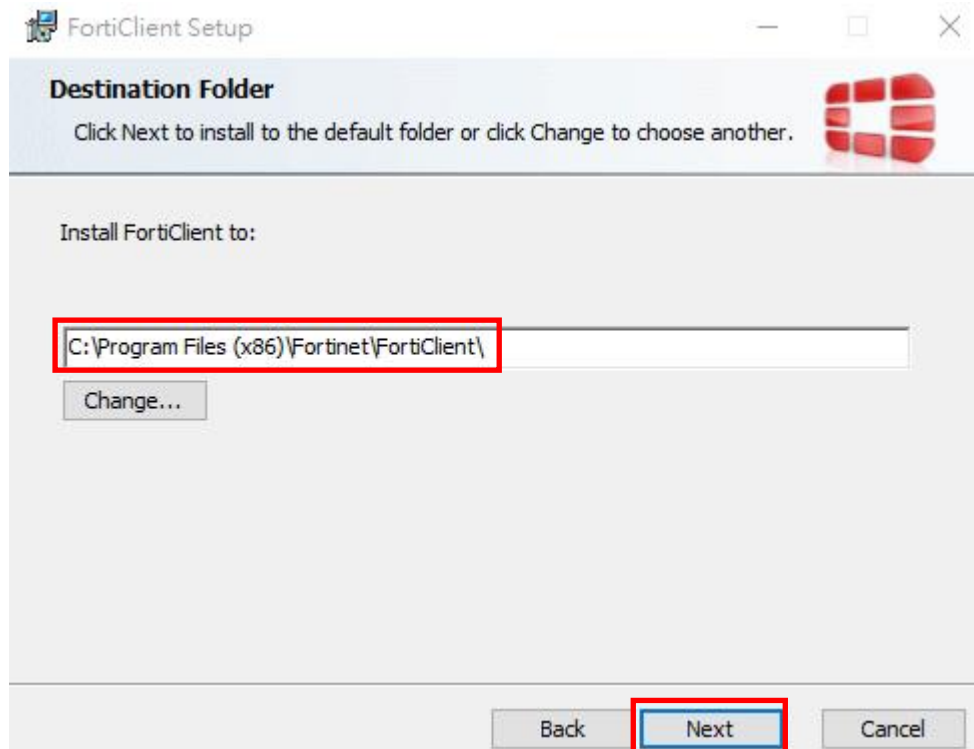 FortiClient Setup
Destination Folder
Click Next to install to the default folder or click Change to choose another.
Install FortiClient to:
C:\Program Files (x86)\Fortinet\FortiClient\
Change...
Back Next Cancel